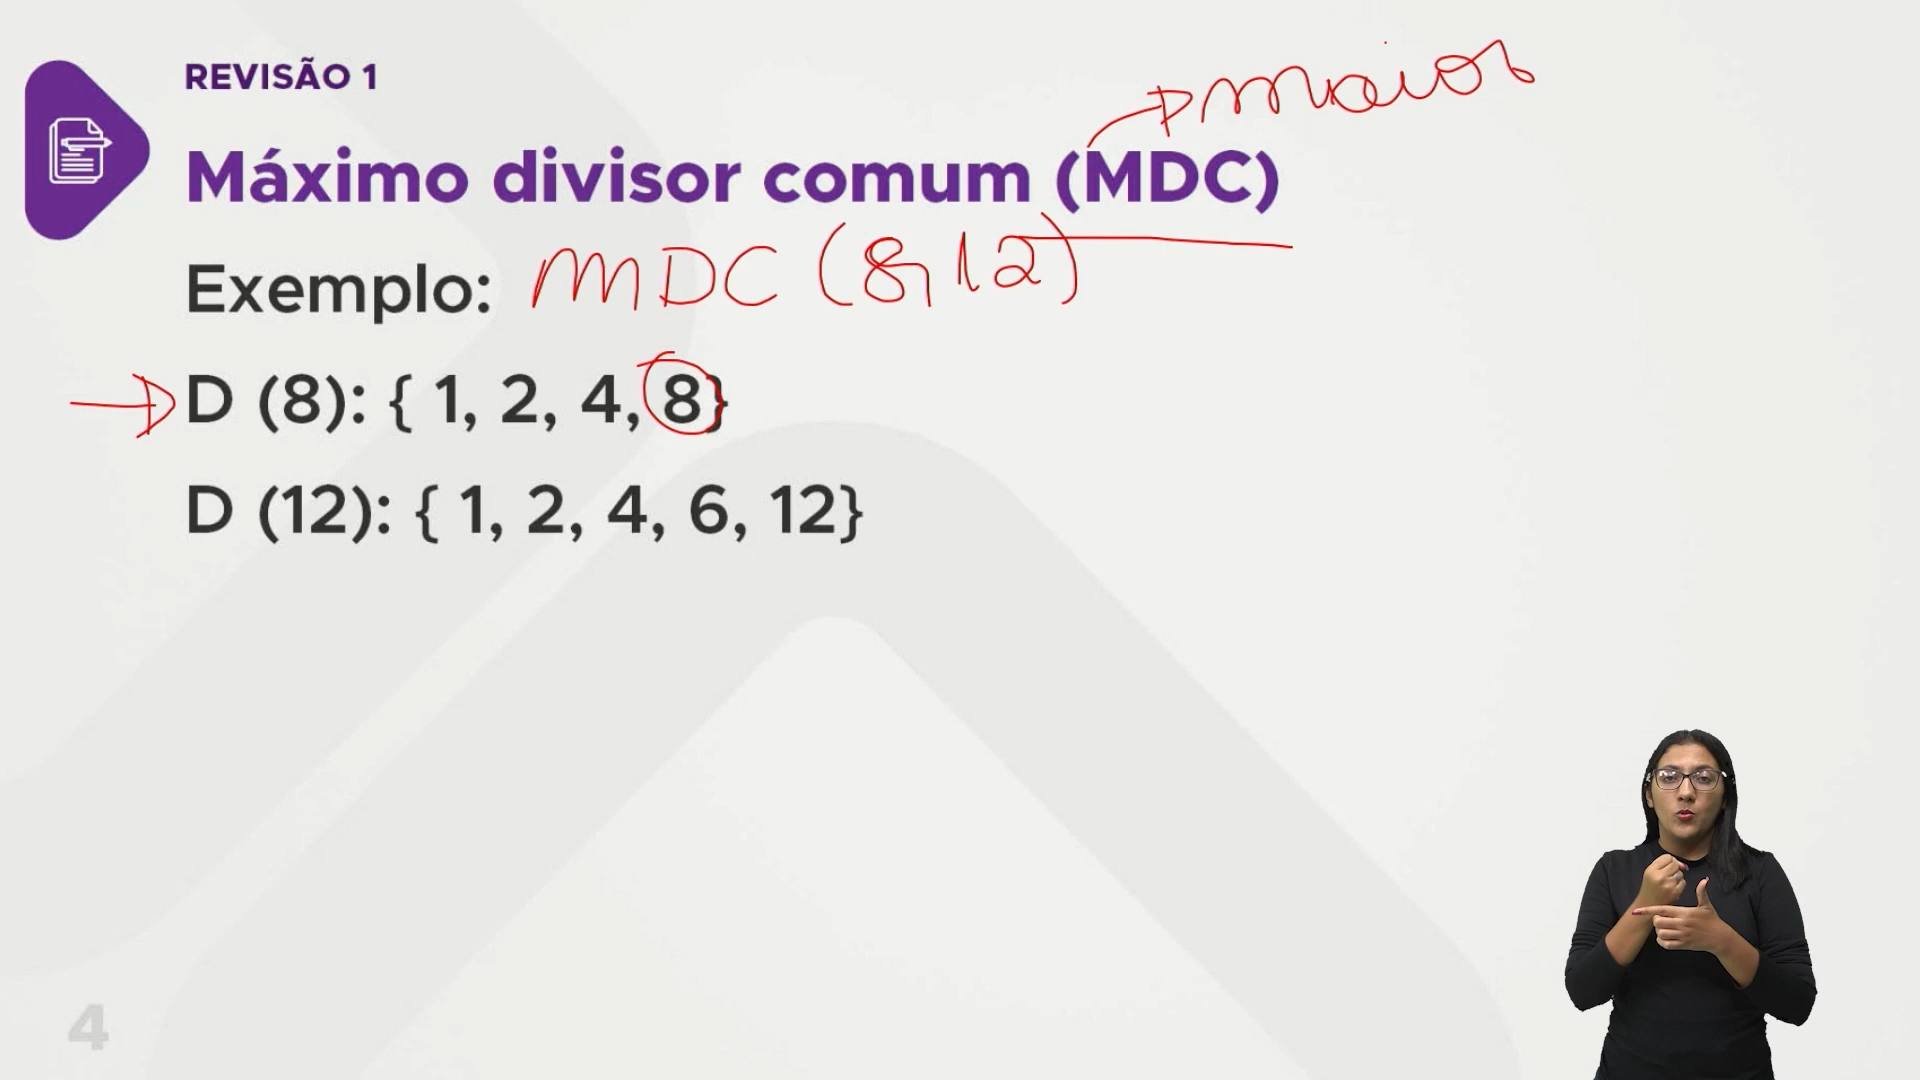 REVISÃO 1
maior
Máximo divisor comum (MDC)
Exemplo: MDC (8,12)
D (8): { 1, 2, 4, 8}
D (12): { 1, 2, 4, 6, 12}
4